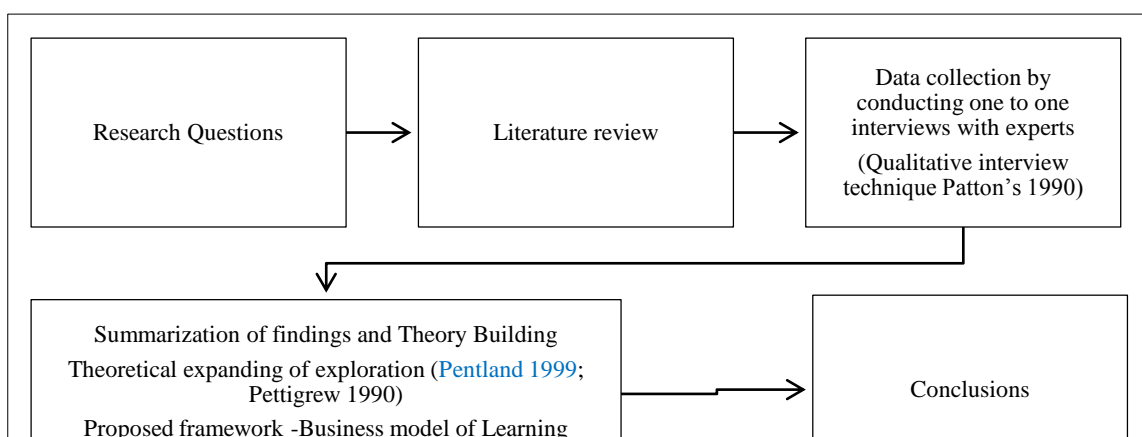 Research Questions
Literature review
Data collection by
conducting one to one
interviews with experts
(Qualitative interview
technique Patton’s 1990)
Summarization of findings and Theory Building
Theoretical expanding of exploration (Pentland 1999;
Pettigrew 1990)
Proposed framework -Business model of Learning
Conclusions